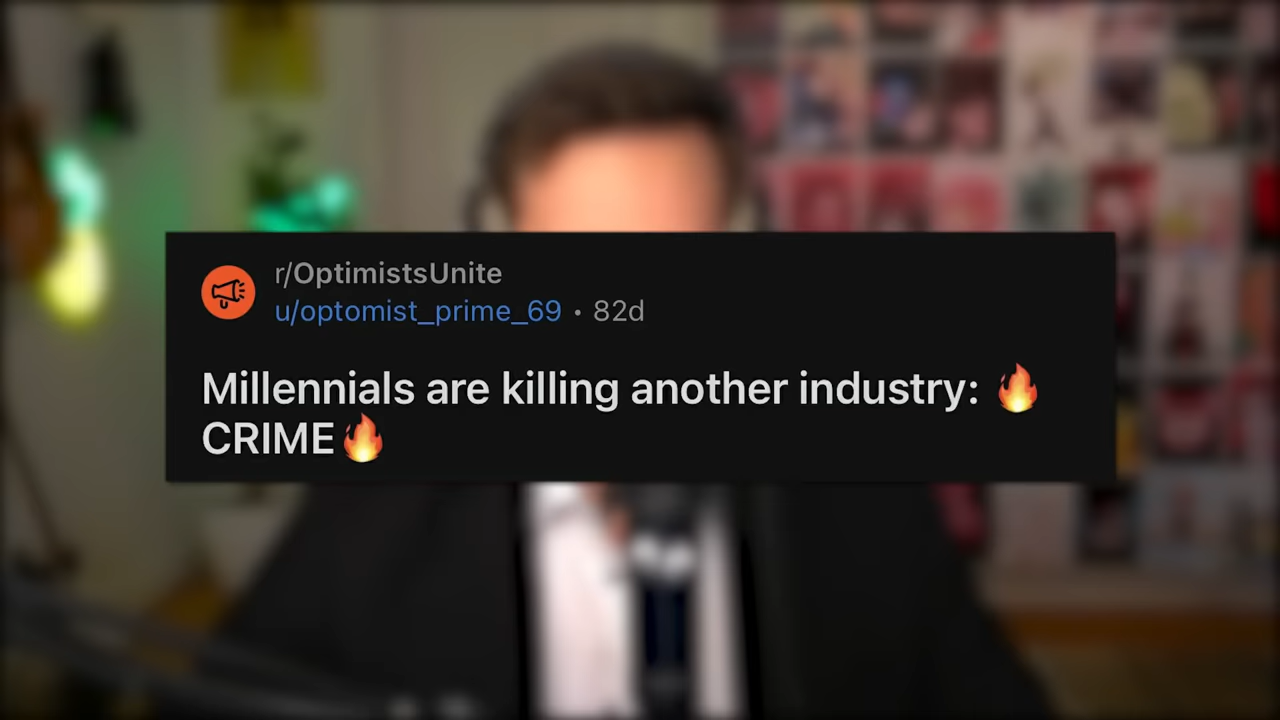 r/OptimistsUnite
u/optomist_prime_69 • 82d
Millennials are killing another industry: 🔥
CRIME🔥